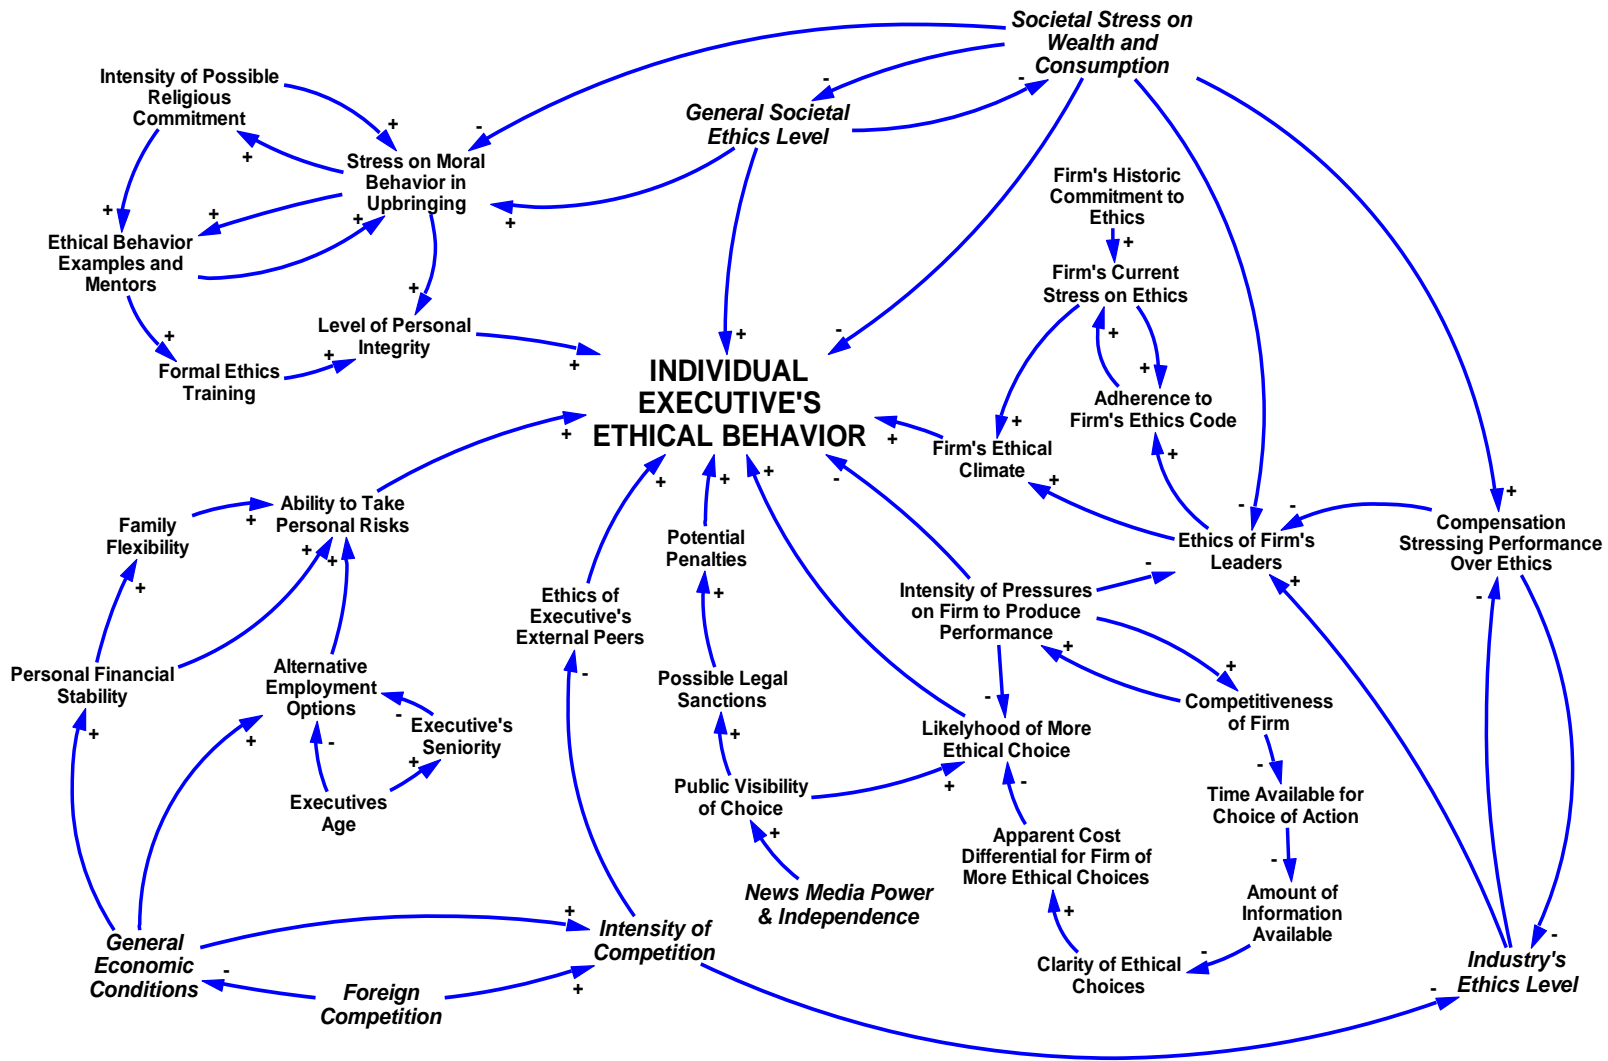 Societal Stress on
Wealth and
Consumption
Intensity of Possible
Religious
Commitment
General Societal
Ethics Level
Stress on Moral
Behavior in
Upbringing
Firm's Historic
Commitment to
Ethics
Ethical Behavior
Examples and
Mentors
Firm's Current
Stress on Ethics
Level of Personal
Integrity
Formal Ethics
Training
INDIVIDUAL
EXECUTIVE'S
ETHICAL BEHAVIOR
Adherence to
Firm's Ethics Code
Firm's Ethical
Climate
Ability to Take
Personal Risks
Family
Flexibility
Potential
Penalties
Ethics of Firm's
Leaders
Compensation
Stressing Performance
Over Ethics
Ethics of
Executive's
External Peers
Intensity of Pressures
on Firm to Produce
Performance
Personal Financial
Stability
Alternative
Employment
Options
Possible Legal
Sanctions
Competitiveness
of Firm
Executive's
Seniority
Likelyhood of More
Ethical Choice
Executives
Age
Public Visibility
of Choice
Time Available for
Choice of Action
Apparent Cost
Differential for Firm of
More Ethical Choices
News Media Power
& Independence
Amount of
Information
Available
General
Economic
Conditions
Intensity of
Competition
Clarity of Ethical
Choices
Industry's
Ethics Level
Foreign
Competition